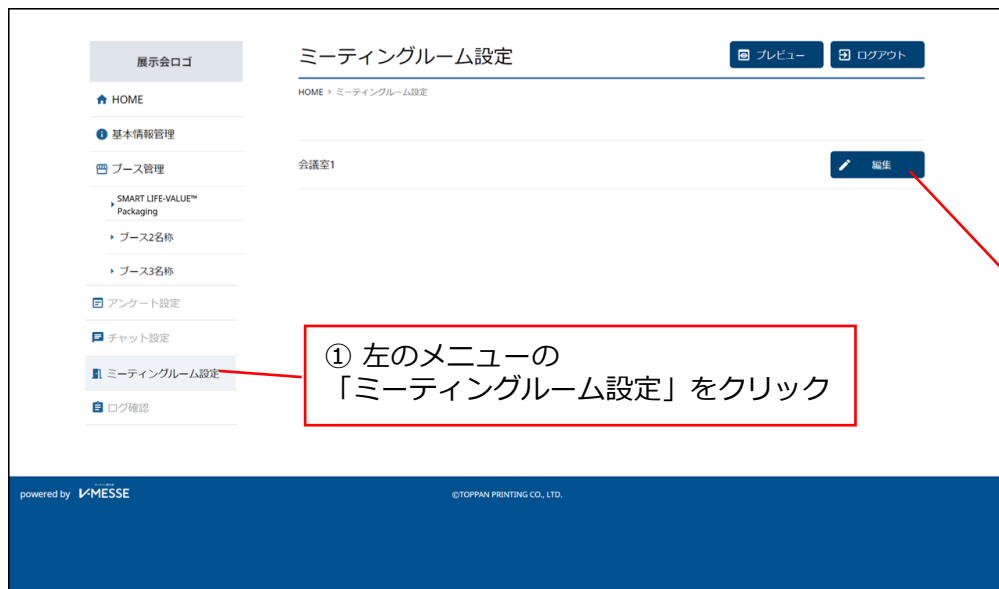 展示会ロゴ
HOME
基本情報管理
ブース管理
SMART LIFE-VALUE™
Packaging
ブース2名称
ブース3名称
アンケート設定
チャット設定
ミーティングルーム設定
ログ確認
ミーティングルーム設定
プレビュー
ログアウト
HOME › ミーティングルーム設定
会議室1
編集
① 左のメニューの
「ミーティングルーム設定」をクリック
powered by V-MESSE
©TOPPAN PRINTING CO., LTD.